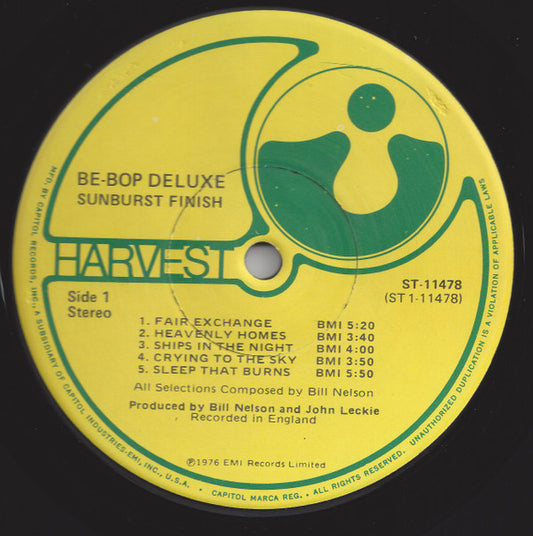 BE-BOP DELUXE
SUNBURST FINISH
HARVEST
Side 1
Stereo
ST-11478
(ST 1-11478)
1. FAIR EXCHANGE BMI 5:20
2. HEAVENLY HOMES BMI 3:40
3. SHIPS IN THE NIGHT BMI 4:00
4. CRYING TO THE SKY BMI 3:50
5. SLEEP THAT BURNS BMI 5:50
All Selections Composed by Bill Nelson
Produced by Bill Nelson and John Leckie
Recorded in England
℗1976 EMI Records Limited
MFD. BY CAPITOL RECORDS, INC., A SUBSIDIARY OF CAPITOL INDUSTRIES-EMI, INC., U.S.A. • CAPITOL MARCA REG. • ALL RIGHTS RESERVED. UNAUTHORIZED DUPLICATION IS A VIOLATION OF APPLICABLE LAWS